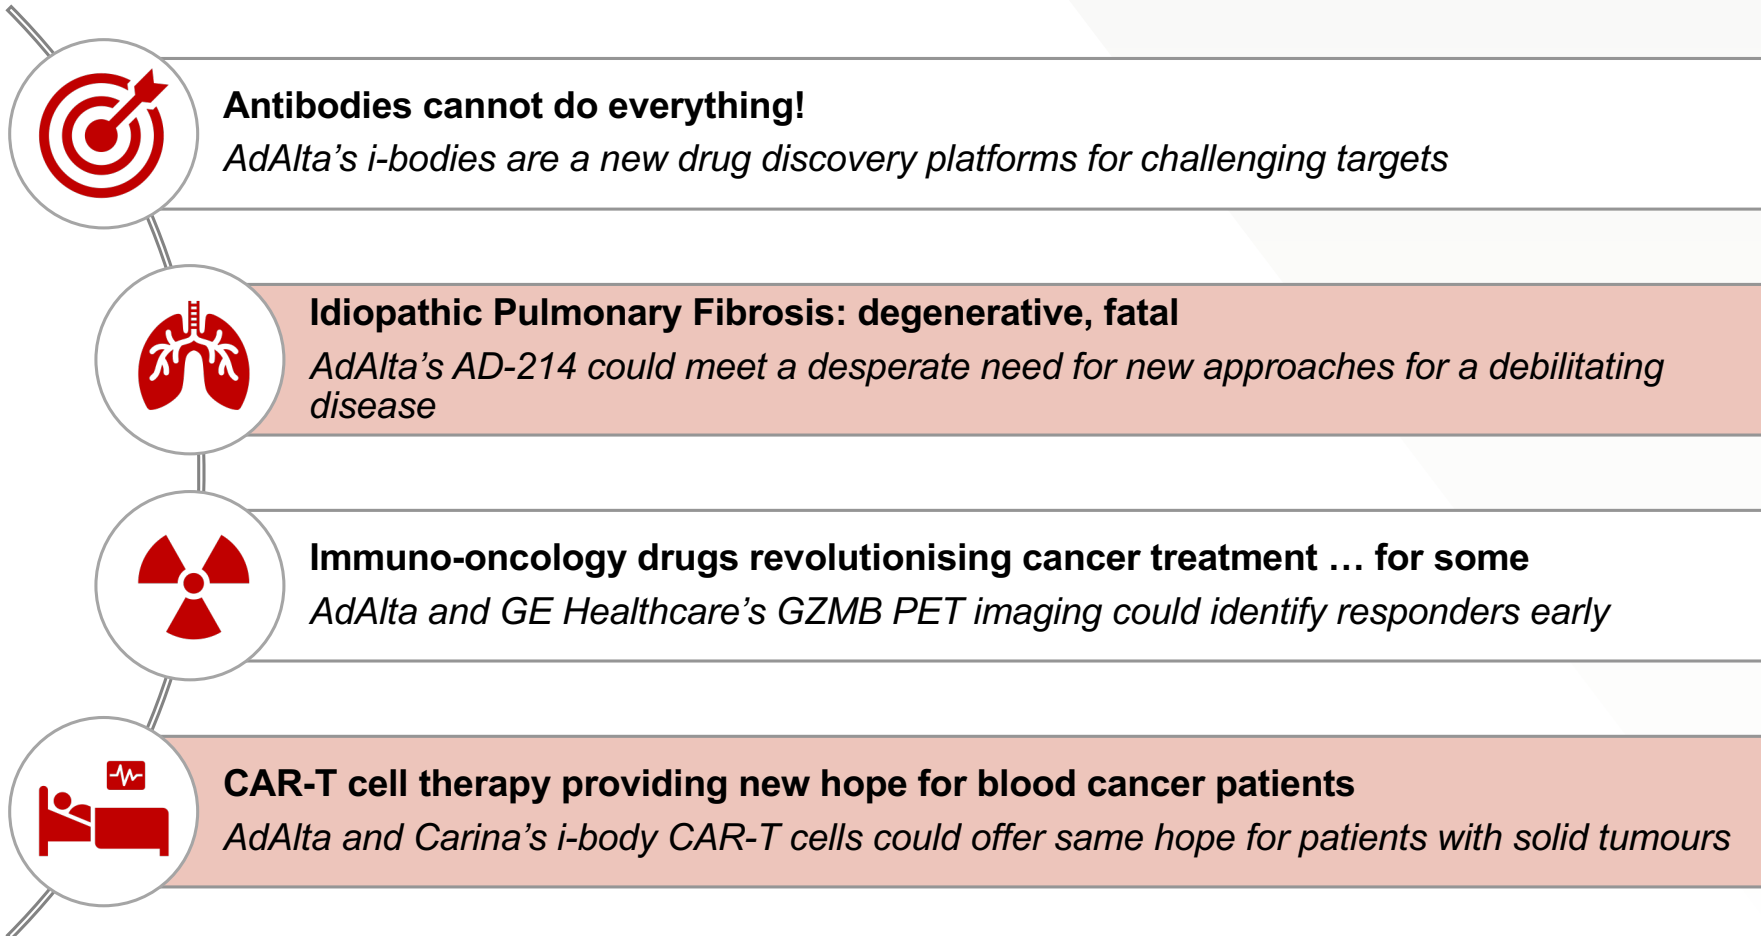 Antibodies cannot do everything!
AdAlta’s i-bodies are a new drug discovery platforms for challenging targets
Idiopathic Pulmonary Fibrosis: degenerative, fatal
AdAlta’s AD-214 could meet a desperate need for new approaches for a debilitating
disease
Immuno-oncology drugs revolutionising cancer treatment … for some
AdAlta and GE Healthcare’s GZMB PET imaging could identify responders early
CAR-T cell therapy providing new hope for blood cancer patients
AdAlta and Carina’s i-body CAR-T cells could offer same hope for patients with solid tumours